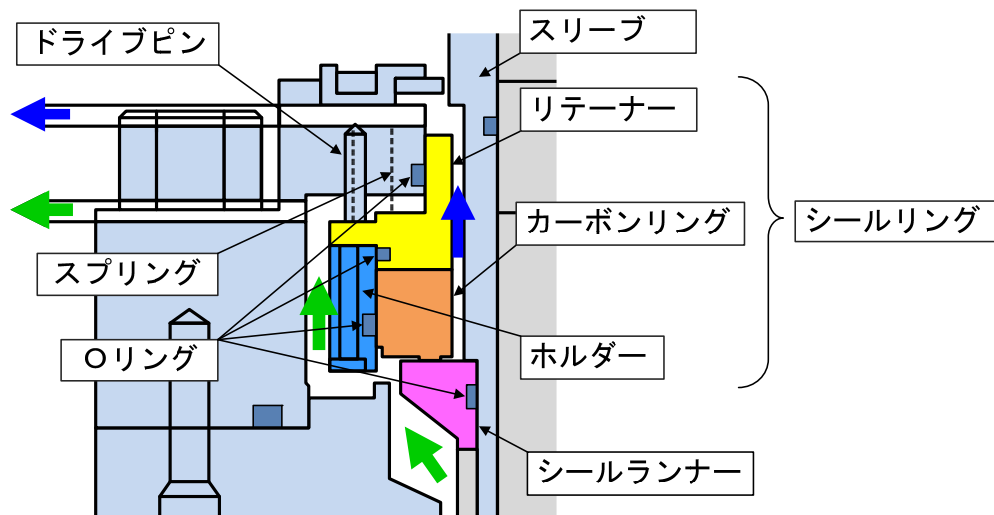 ドライブピン
スリーブ
リテーナー
カーボンリング
シールリング
スプリング
Oリング
ホルダー
シールランナー